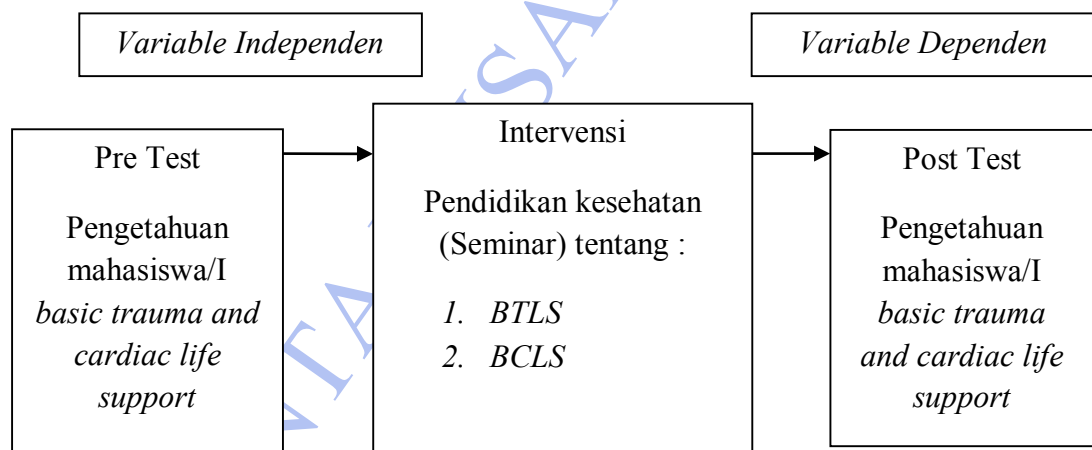 Variable Independen
Variable Dependen
Pre Test
Pengetahuan
mahasiswa/I
basic trauma and
cardiac life
support
Intervensi
Pendidikan kesehatan
(Seminar) tentang :
1. BTLS
2. BCLS
Post Test
Pengetahuan
mahasiswa/I
basic trauma
and cardiac life
support